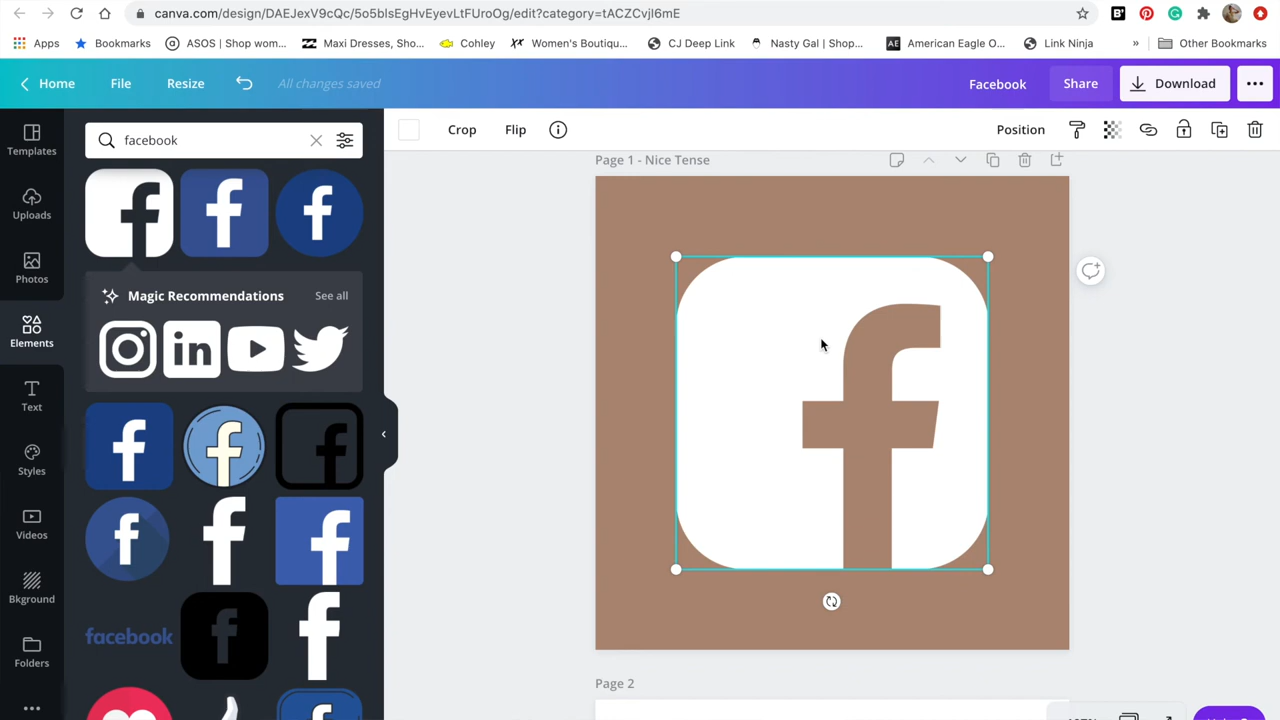 canva.com/design/DAEJexV9cQc/5o5bIsEgHvEyevLtFUroOg/edit?category=tACZCvjI6mE
Apps
Bookmarks
ASOS | Shop wom...
Maxi Dresses, Sho...
Cohley
Women's Boutiqu...
CJ Deep Link
Nasty Gal | Shop...
American Eagle O...
Link Ninja
»
Other Bookmarks
Home
File
Resize
All changes saved
Facebook
Share
Download
Templates
Uploads
Photos
Elements
Text
Styles
Videos
Bkground
Folders
facebook
Magic Recommendations
See all
in
facebook
Crop
Flip
Position
Page 1 - Nice Tense
f
Page 2